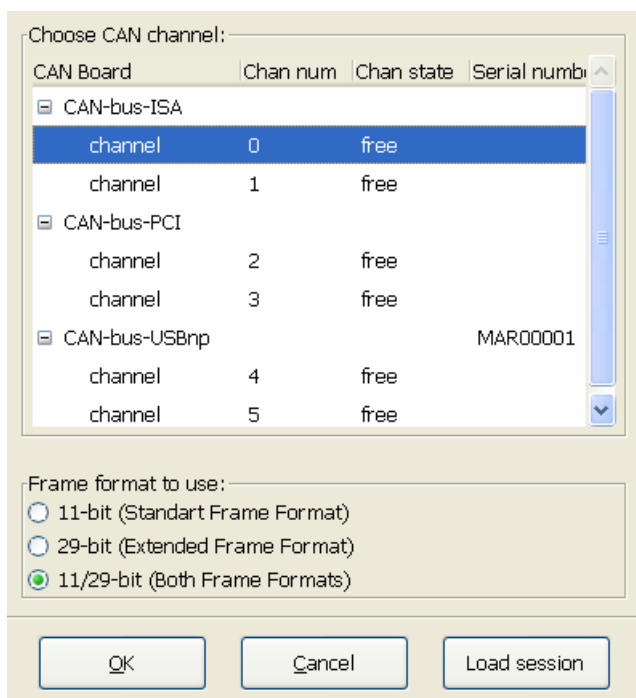 Choose CAN channel:
CAN Board Chan num Chan state Serial numb
CAN-bus-ISA
channel 0 free
channel 1 free
CAN-bus-PCI
channel 2 free
channel 3 free
CAN-bus-USBnp MAR00001
channel 4 free
channel 5 free
Frame format to use:
11-bit (Standart Frame Format)
29-bit (Extended Frame Format)
11/29-bit (Both Frame Formats)
OK Cancel Load session